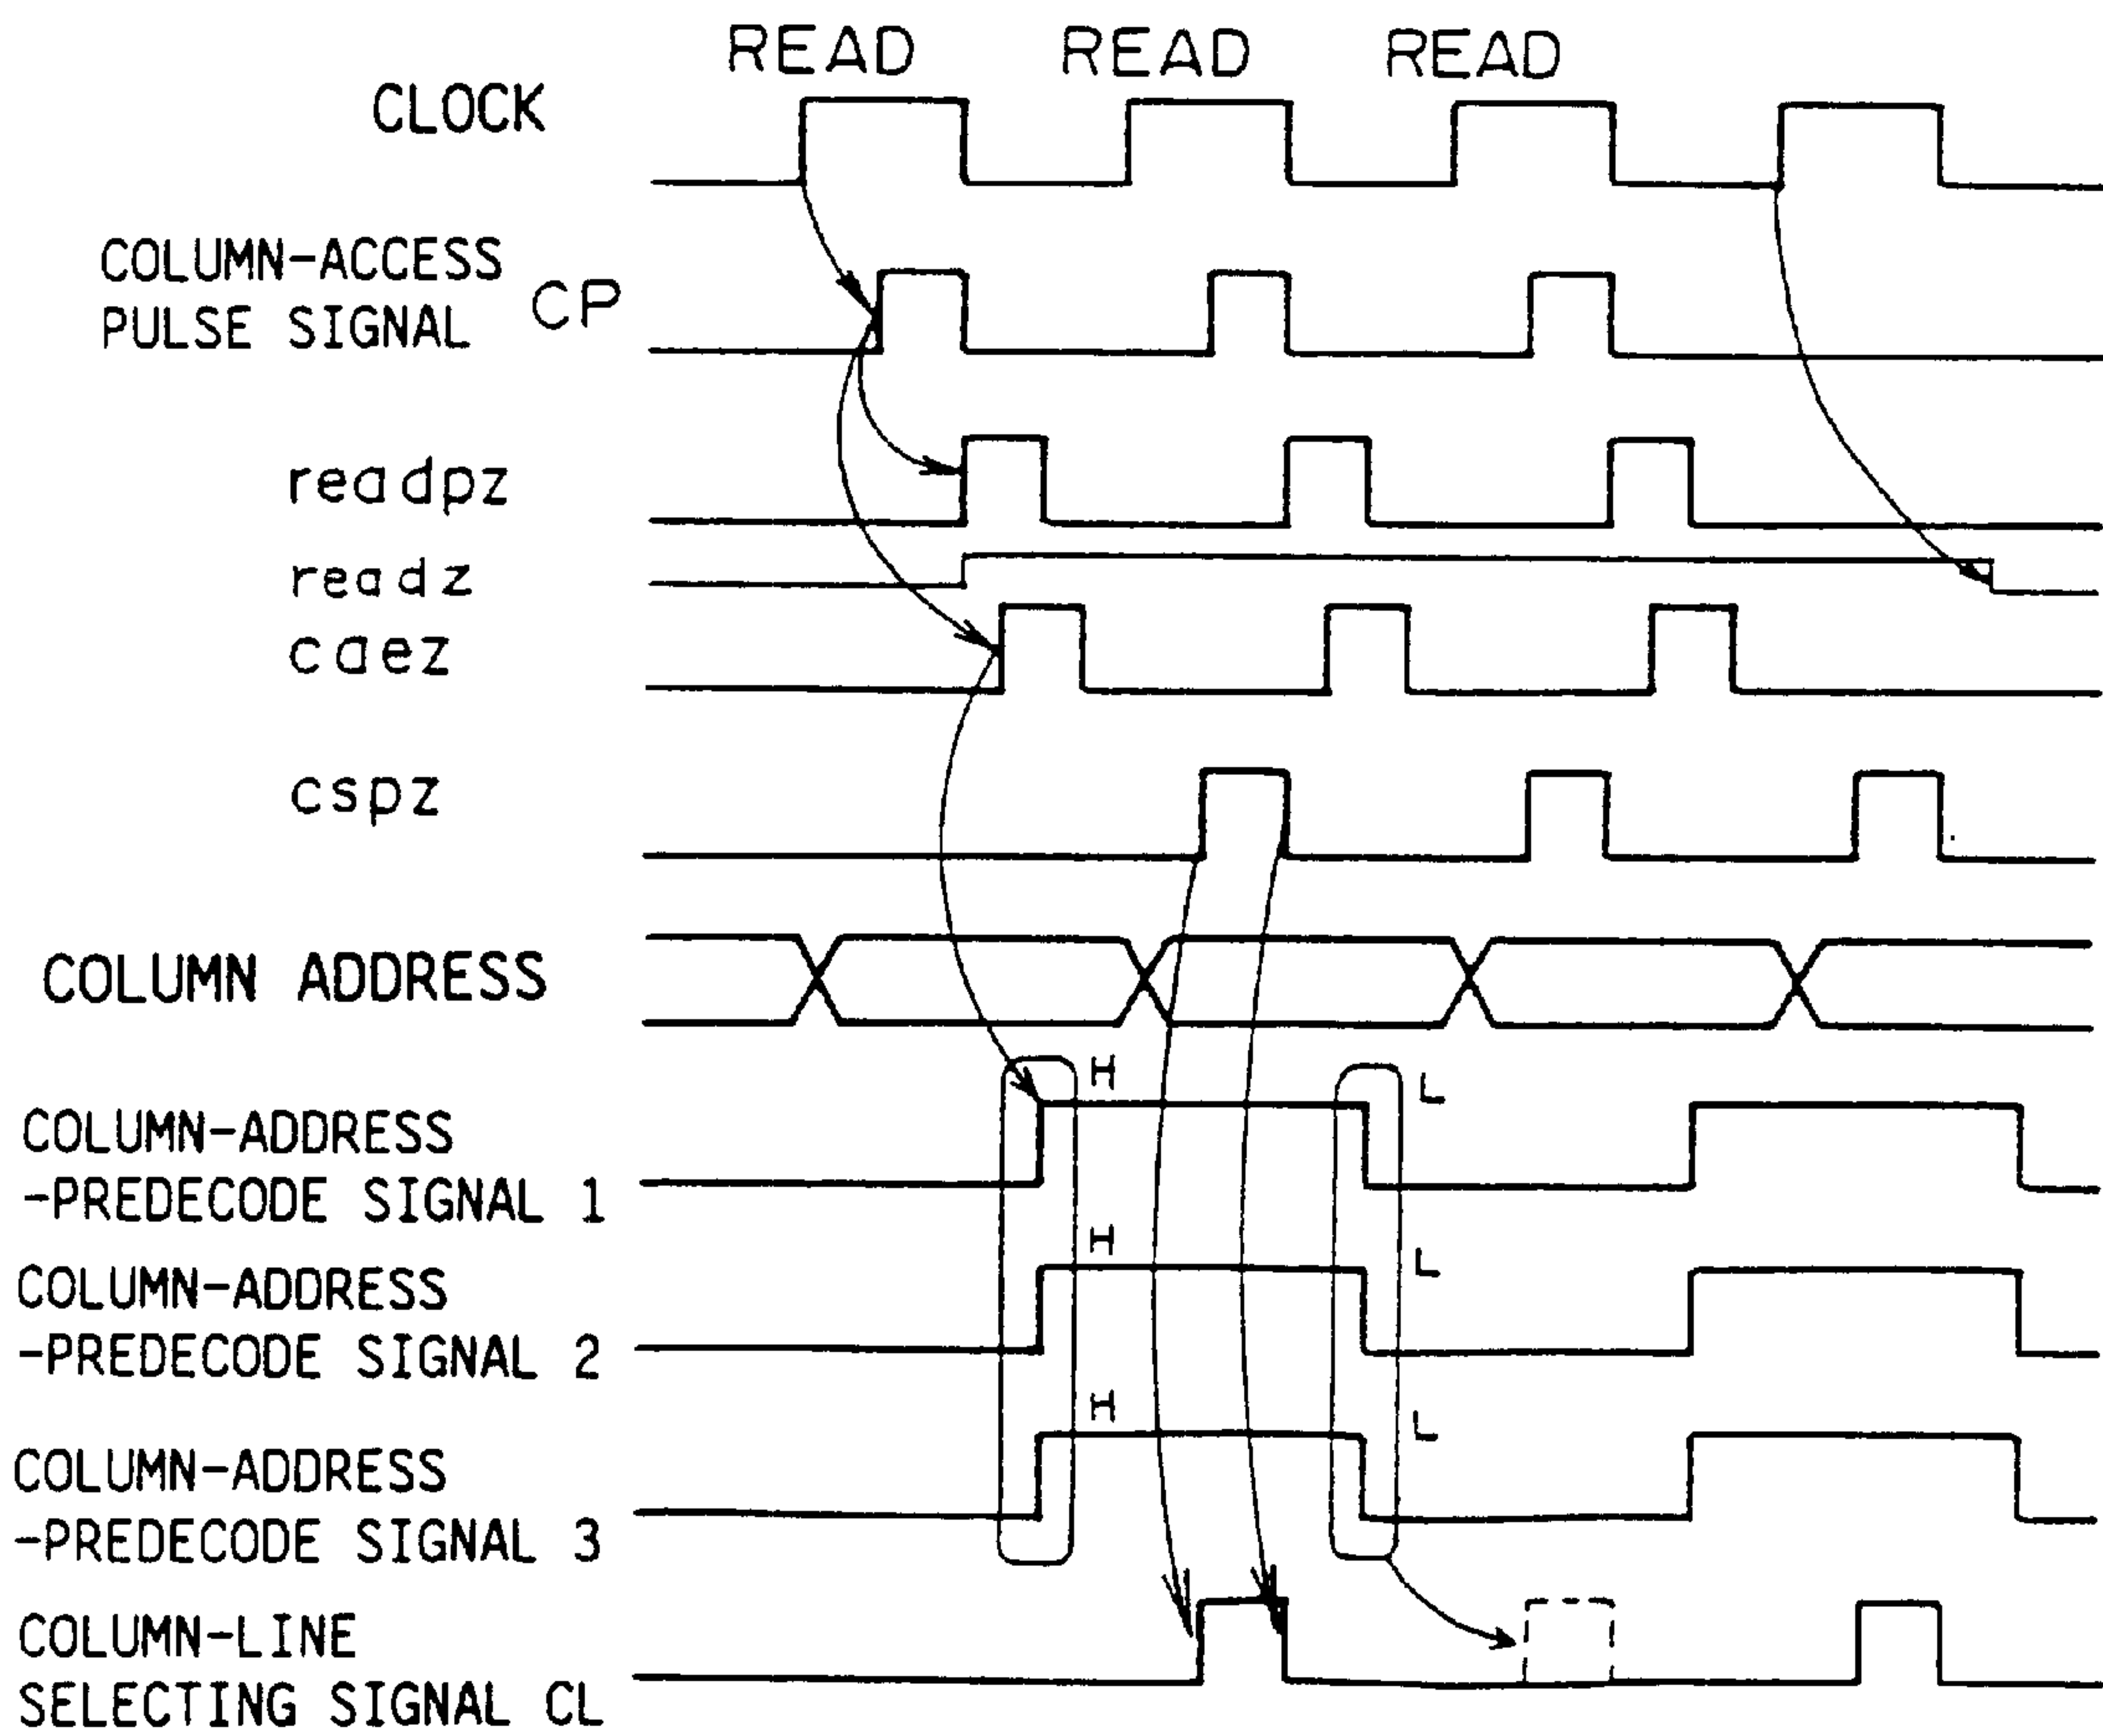 READ READ READ
CLOCK
COLUMN-ACCESS
PULSE SIGNAL CP
readpz
readz
caez
cspz
COLUMN ADDRESS
H L
COLUMN-ADDRESS
-PREDECODE SIGNAL 1
H L
COLUMN-ADDRESS
-PREDECODE SIGNAL 2
H L
COLUMN-ADDRESS
-PREDECODE SIGNAL 3
COLUMN-LINE
SELECTING SIGNAL CL